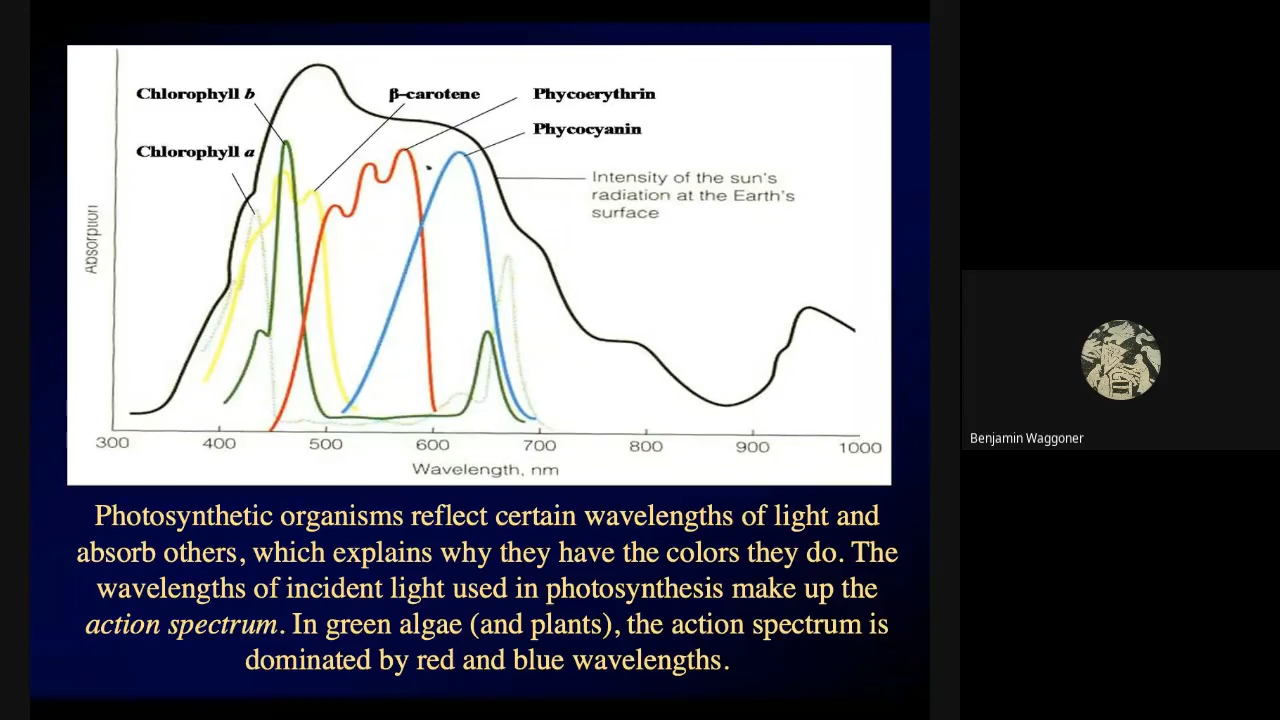 Chlorophyll b
β-carotene
Phycoerythrin
Phycocyanin
Chlorophyll a
Intensity of the sun's
radiation at the Earth's
surface
Absorption
300 400 500 600 700 800 900 1000
Wavelength, nm
Photosynthetic organisms reflect certain wavelengths of light and
absorb others, which explains why they have the colors they do. The
wavelengths of incident light used in photosynthesis make up the
action spectrum. In green algae (and plants), the action spectrum is
dominated by red and blue wavelengths.
Benjamin Waggoner